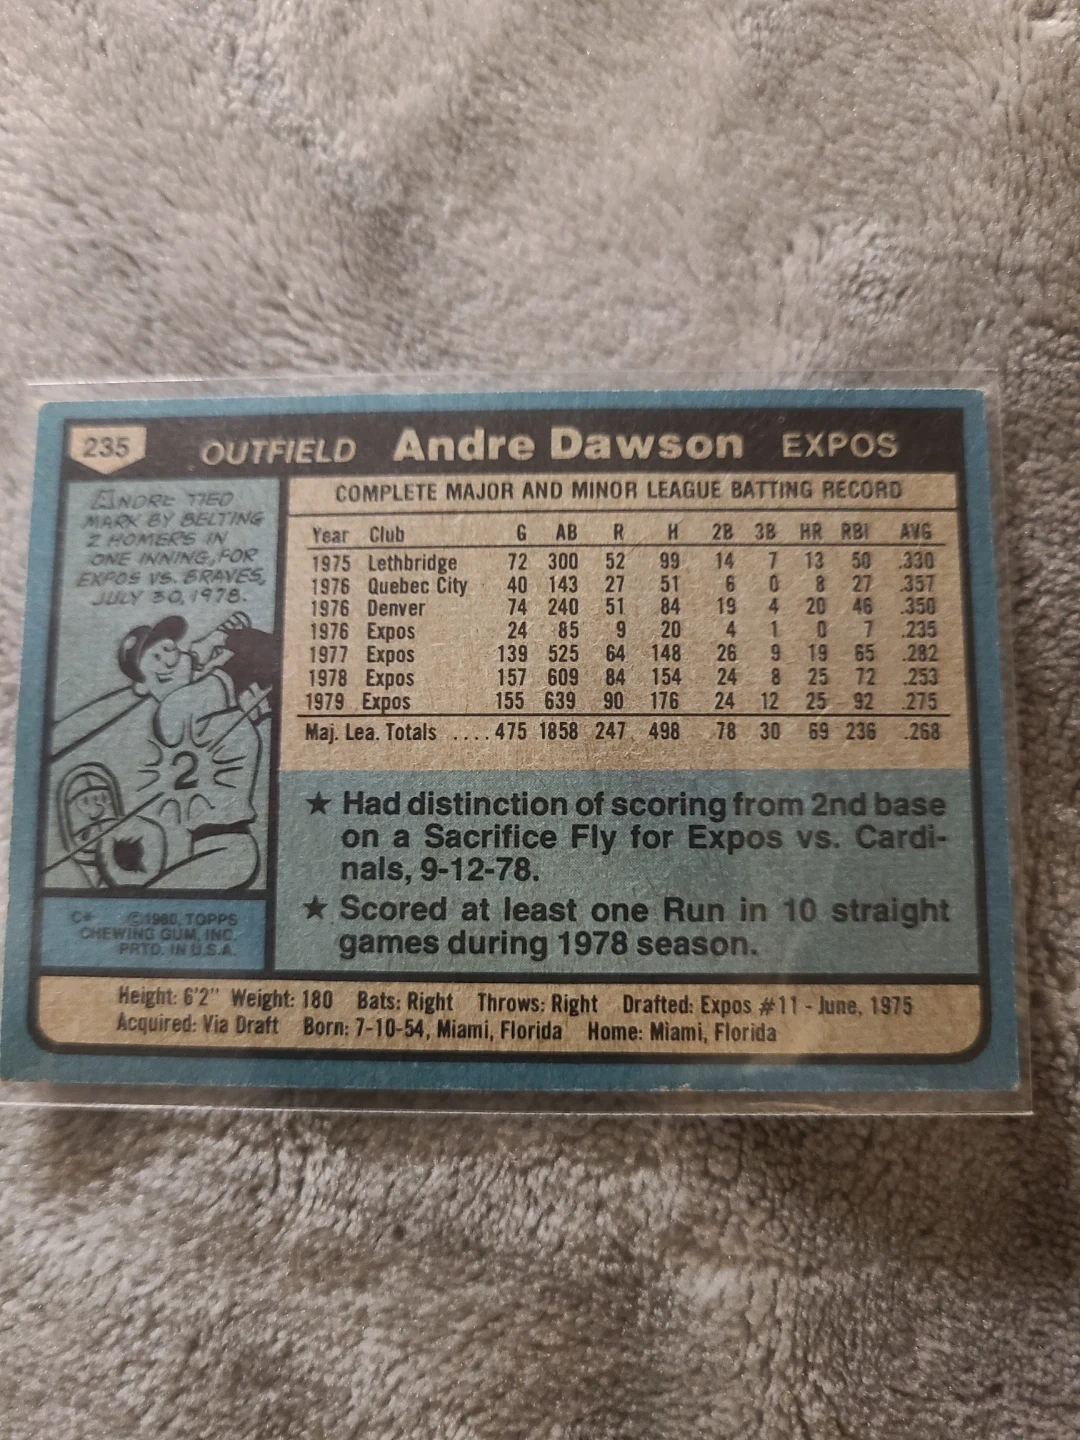 235 OUTFIELD Andre Dawson EXPOS
ANDRE TIED
MARK BY BELTING
2 HOMERS IN
ONE INNING, FOR
EXPOS VS. BRAVES,
JULY 30, 1978.
2
C* © 1980, TOPPS
CHEWING GUM, INC.
PRTD. IN U.S.A.
COMPLETE MAJOR AND MINOR LEAGUE BATTING RECORD
Year Club G AB R H 2B 3B HR RBI AVG
1975 Lethbridge 72 300 52 99 14 7 13 50 .330
1976 Quebec City 40 143 27 51 6 0 8 27 .357
1976 Denver 74 240 51 84 19 4 20 46 .350
1976 Expos 24 85 9 20 4 1 0 7 .235
1977 Expos 139 525 64 148 26 9 19 65 .282
1978 Expos 157 609 84 154 24 8 25 72 .253
1979 Expos 155 639 90 176 24 12 25 92 .275
Maj. Lea. Totals .... 475 1858 247 498 78 30 69 236 .268
★ Had distinction of scoring from 2nd base
on a Sacrifice Fly for Expos vs. Cardi-
nals, 9-12-78.
★ Scored at least one Run in 10 straight
games during 1978 season.
Height: 6'2" Weight: 180 Bats: Right Throws: Right Drafted: Expos #11 - June, 1975
Acquired: Via Draft Born: 7-10-54, Miami, Florida Home: Miami, Florida